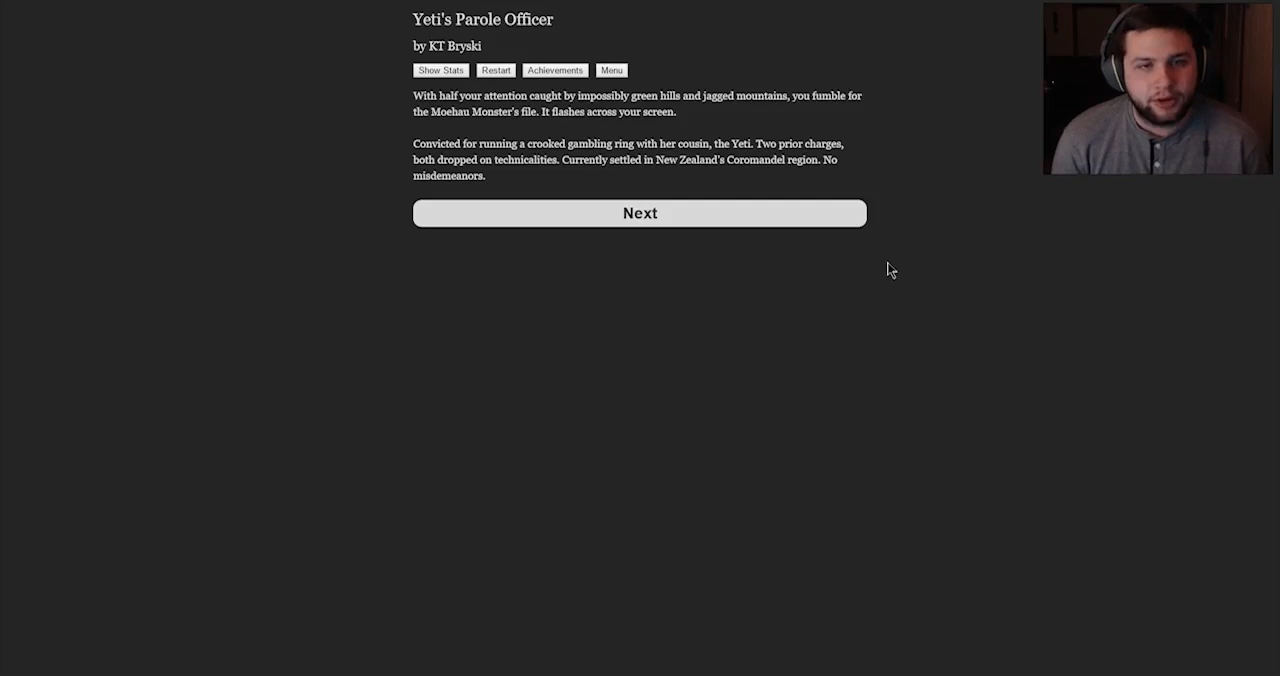 Yeti's Parole Officer
by KT Bryski
Show Stats Restart Achievements Menu
With half your attention caught by impossibly green hills and jagged mountains, you fumble for
the Moehau Monster's file. It flashes across your screen.
Convicted for running a crooked gambling ring with her cousin, the Yeti. Two prior charges,
both dropped on technicalities. Currently settled in New Zealand's Coromandel region. No
misdemeanors.
Next